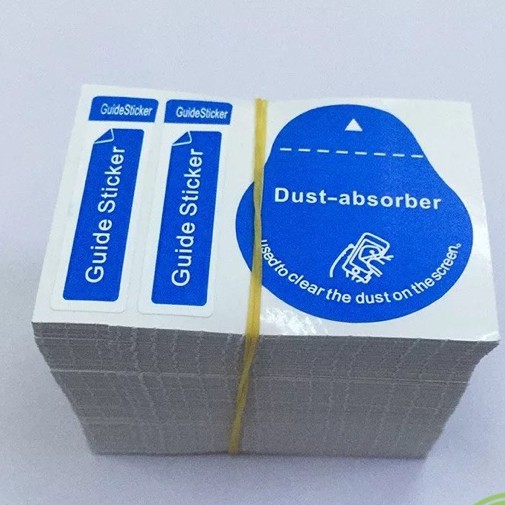 GuideSticker
GuideSticker
Guide Sticker
Guide Sticker
Dust-absorber
used to clear the dust on the screen.